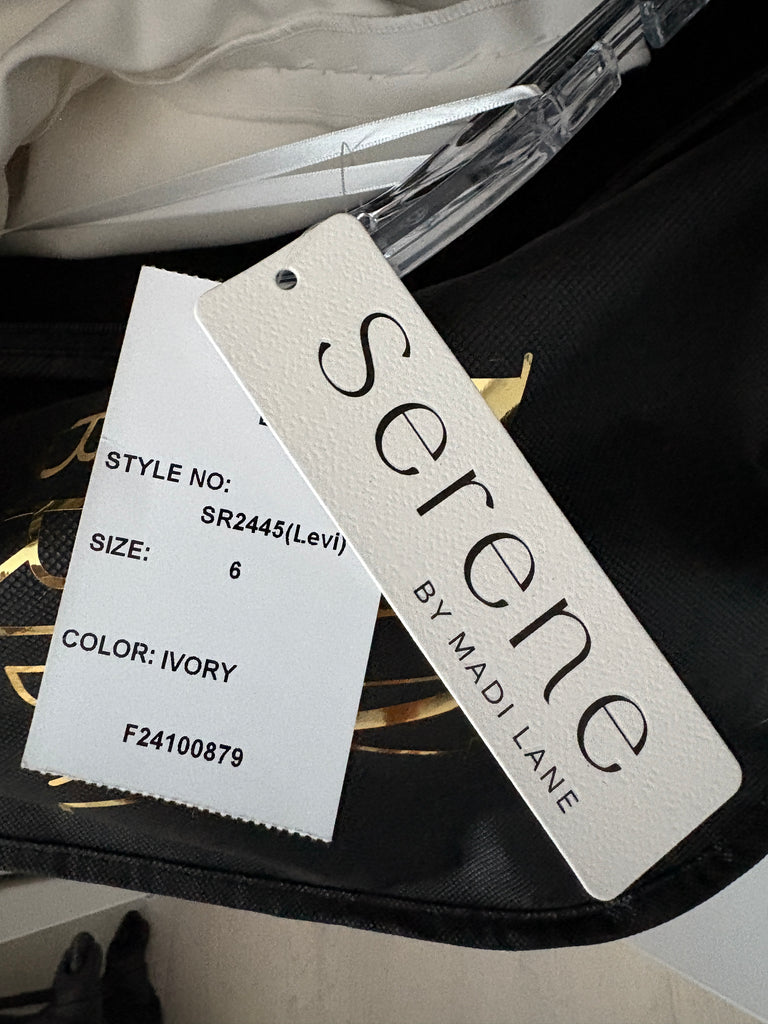 STYLE NO:
SR2445(Levi)
SIZE:
6
COLOR: IVORY
F24100879
Serene
BY MADI LANE